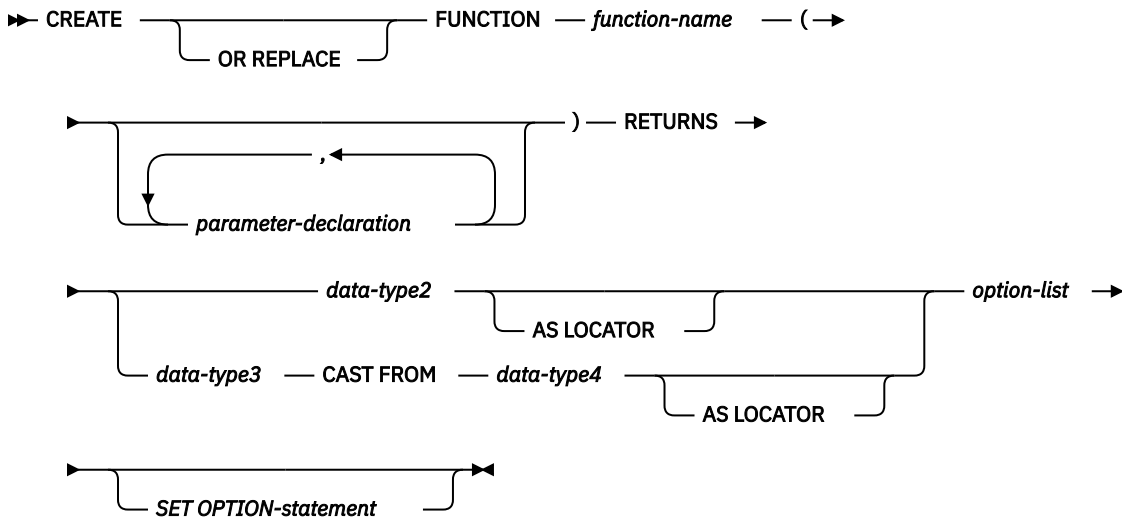 CREATE FUNCTION function-name (
OR REPLACE
) RETURNS
,
parameter-declaration
data-type2 option-list
AS LOCATOR
data-type3 CAST FROM data-type4
AS LOCATOR
SET OPTION-statement